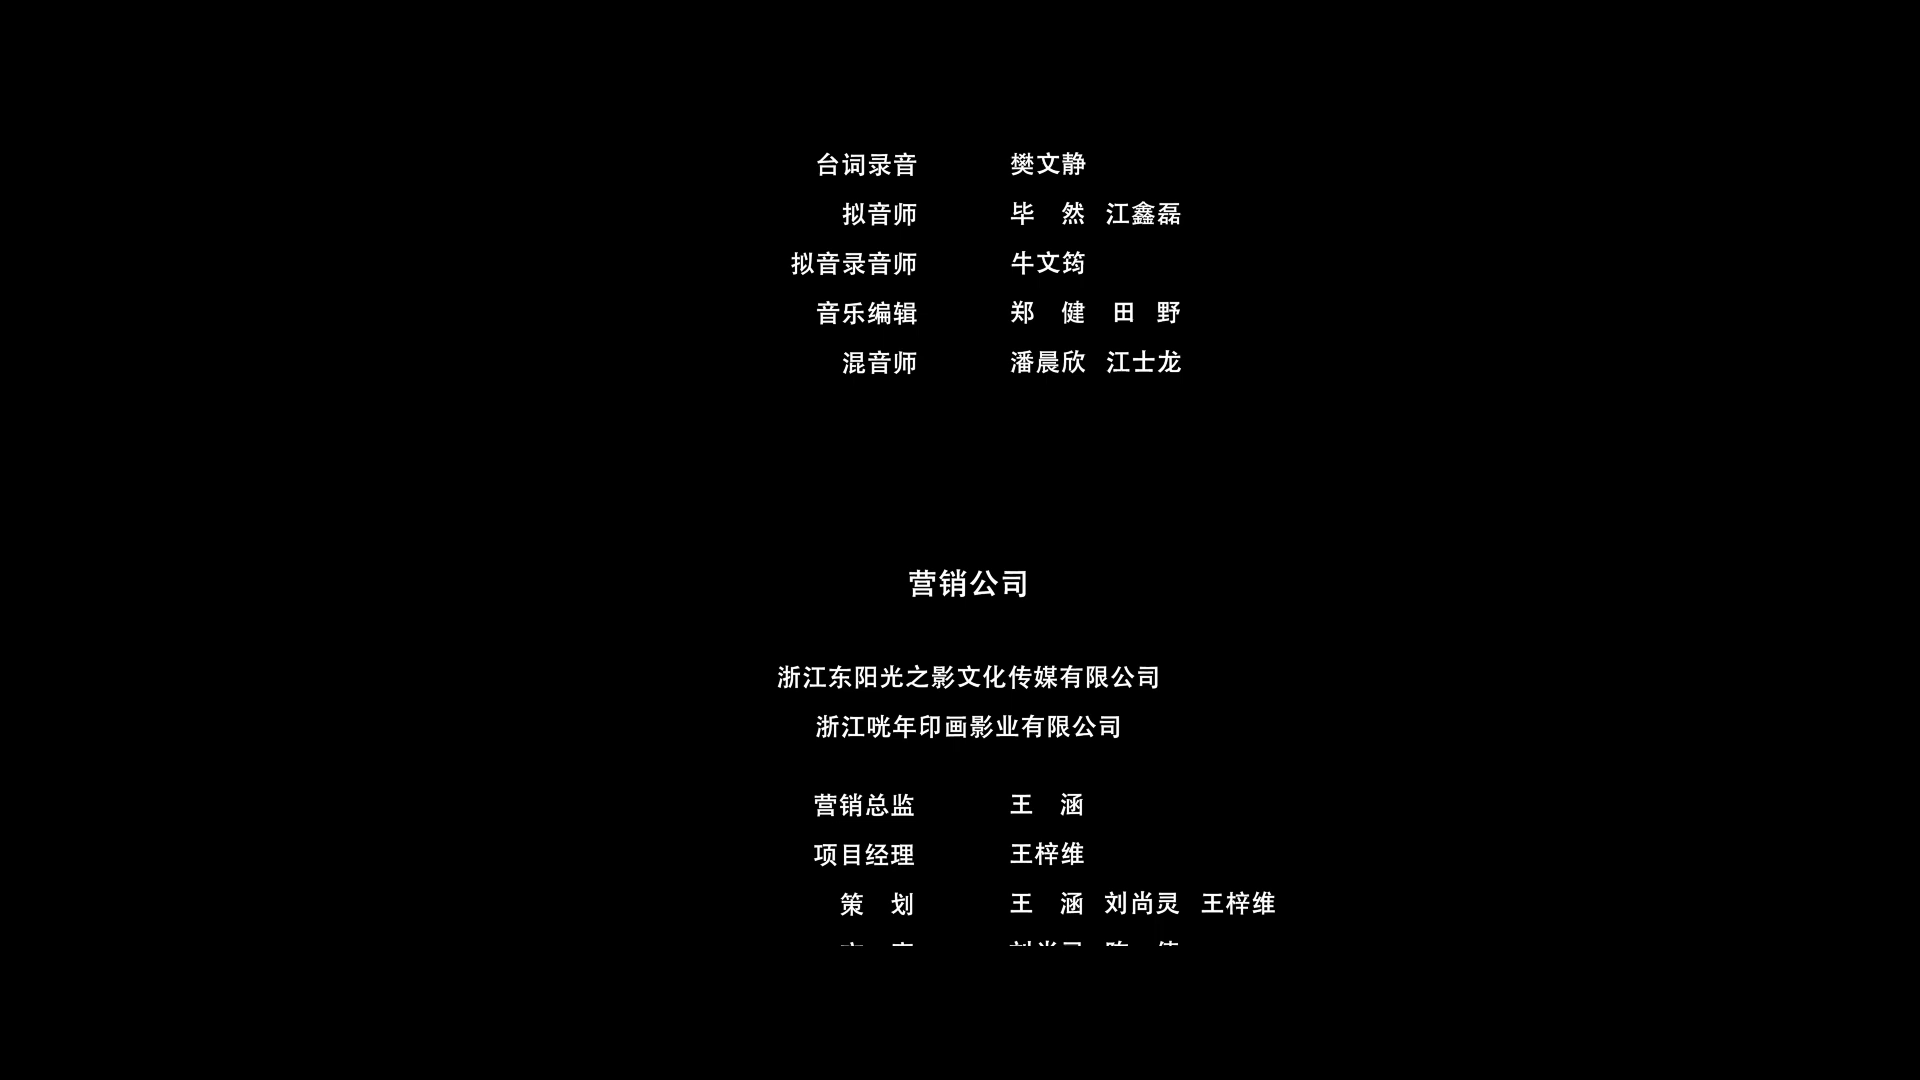 台词录音 樊文静
拟音师 毕 然 江鑫磊
拟音录音师 牛文筠
音乐编辑 郑 健 田 野
混音师 潘晨欣 江士龙
营销公司
浙江东阳光之影文化传媒有限公司
浙江咣年印画影业有限公司
营销总监 王 涵
项目经理 王梓维
策 划 王 涵 刘尚灵 王梓维